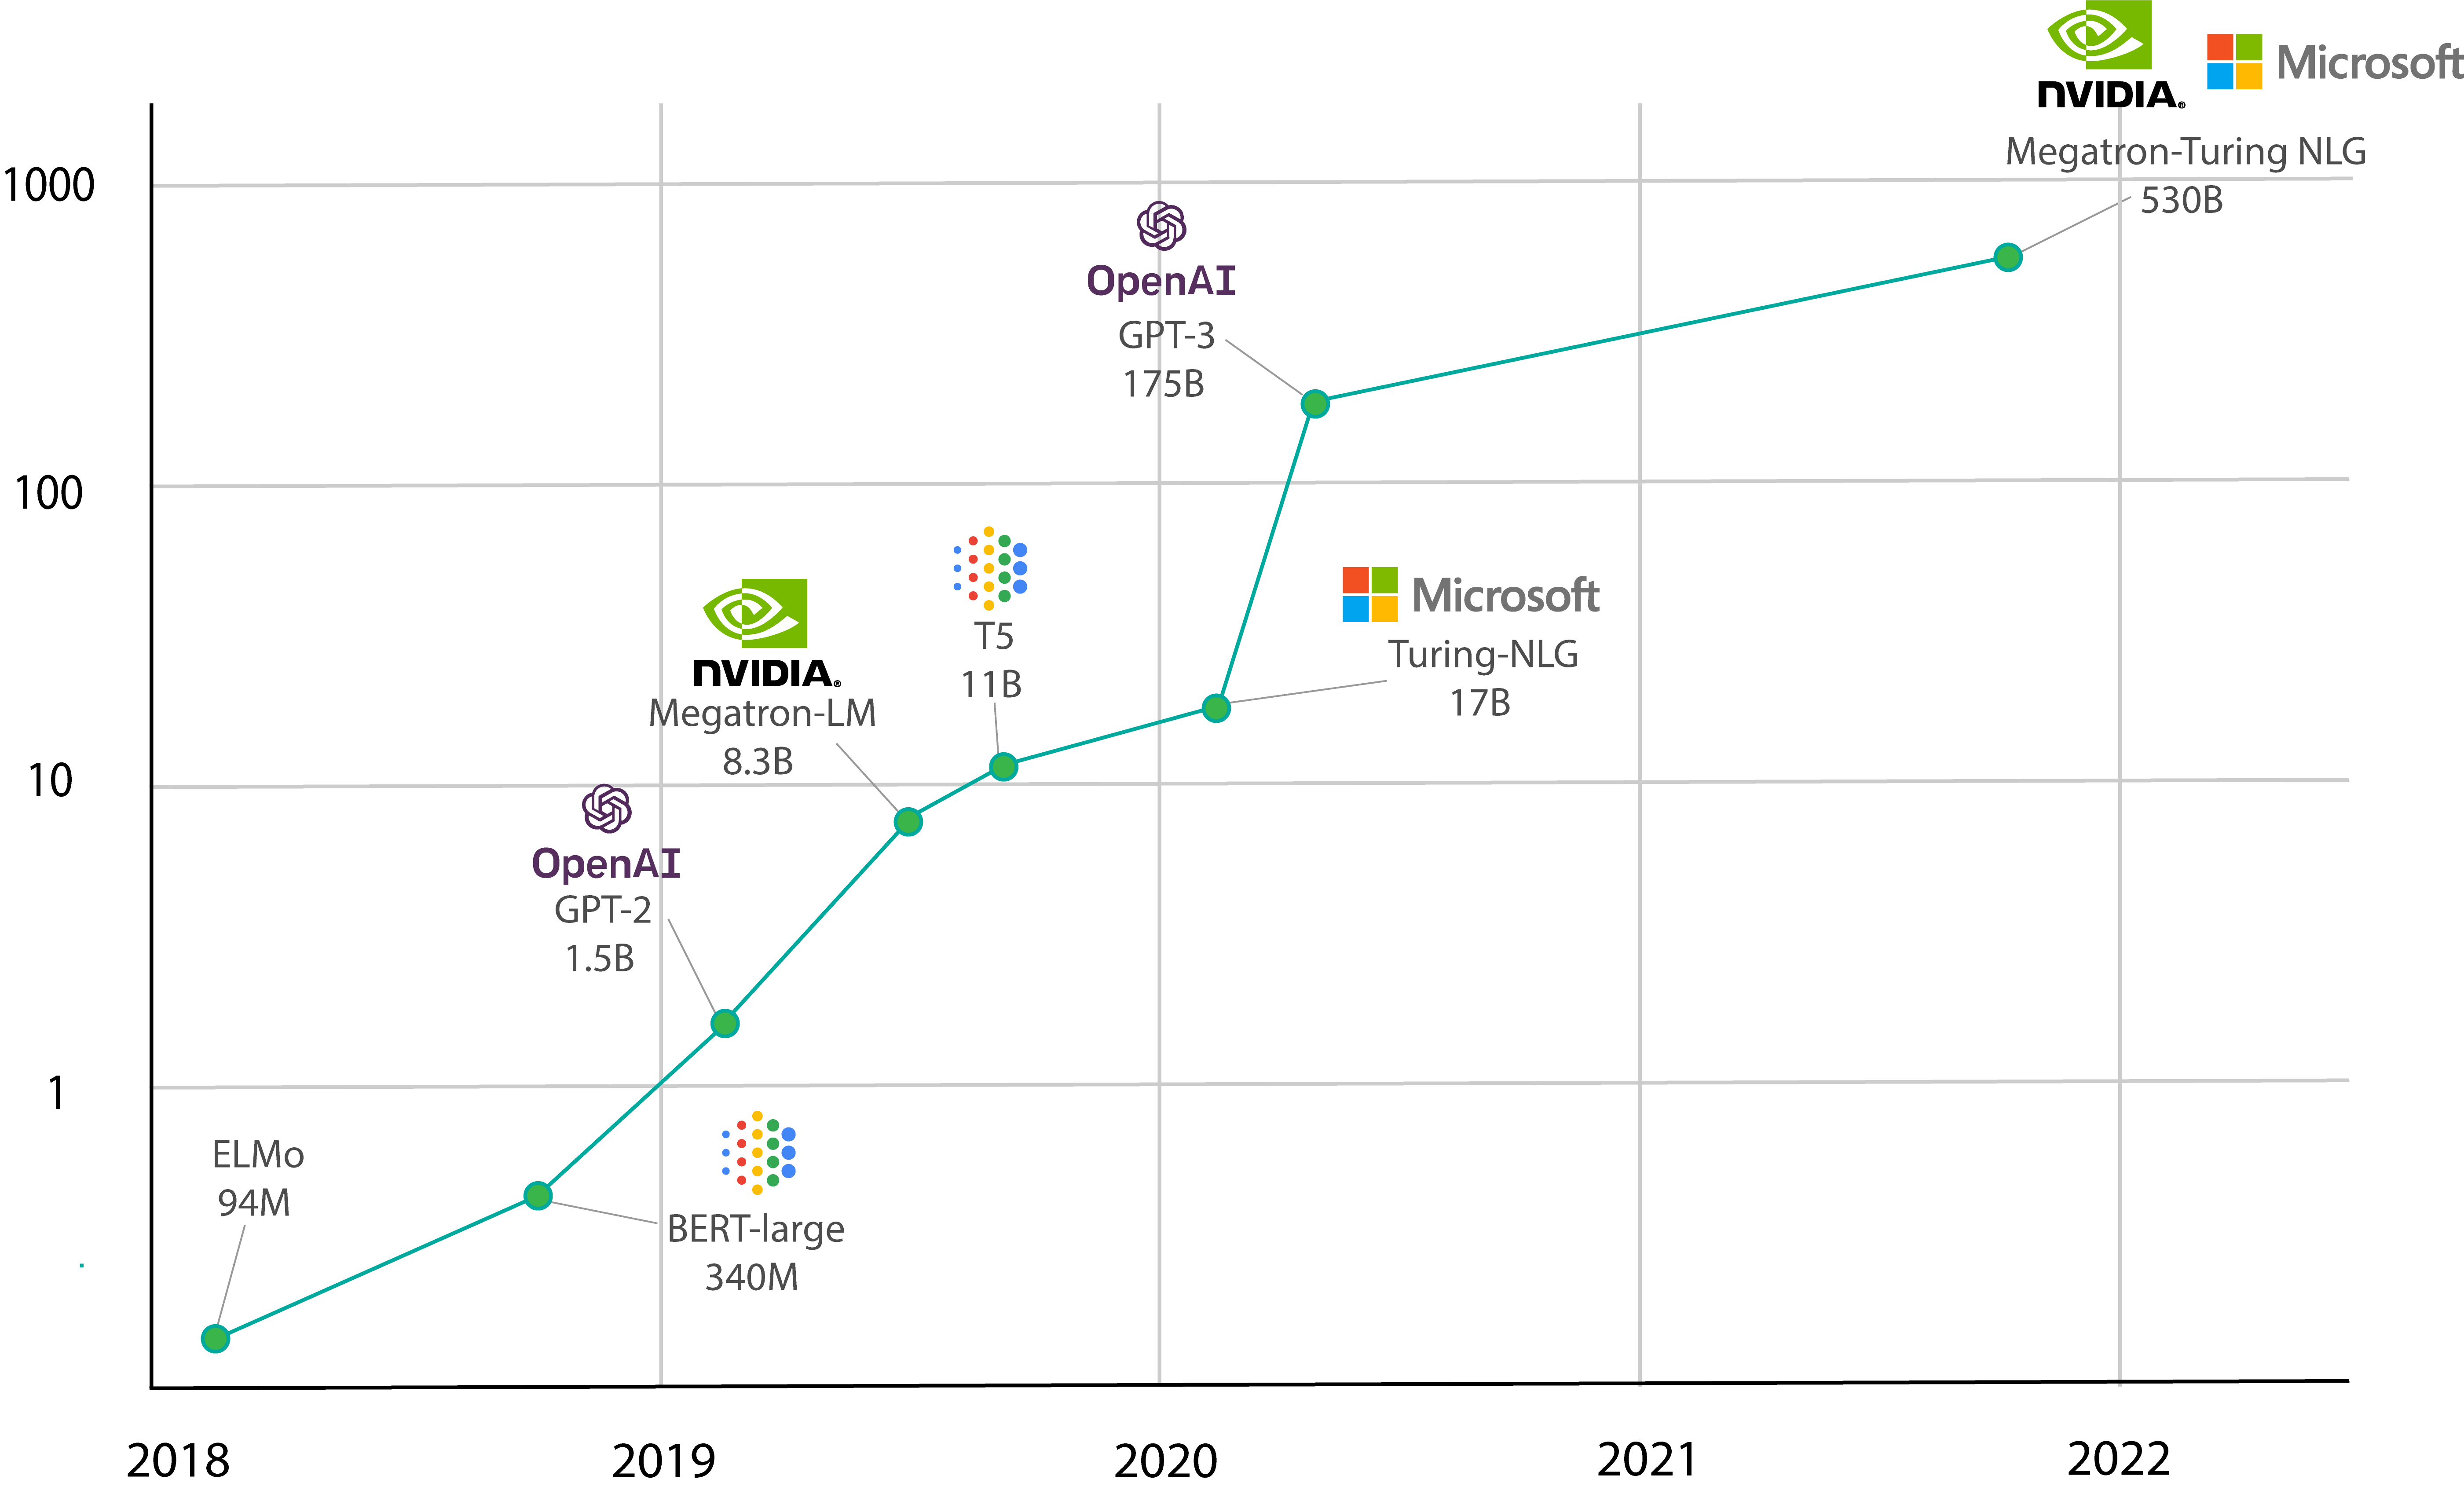 NVIDIA®
Microsoft
Megatron-Turing NLG
530B
1000
OpenAI
GPT-3
175B
100
T5
11B
Microsoft
Turing-NLG
17B
NVIDIA®
Megatron-LM
8.3B
10
OpenAI
GPT-2
1.5B
1
ELMo
94M
BERT-large
340M
2018
2019
2020
2021
2022